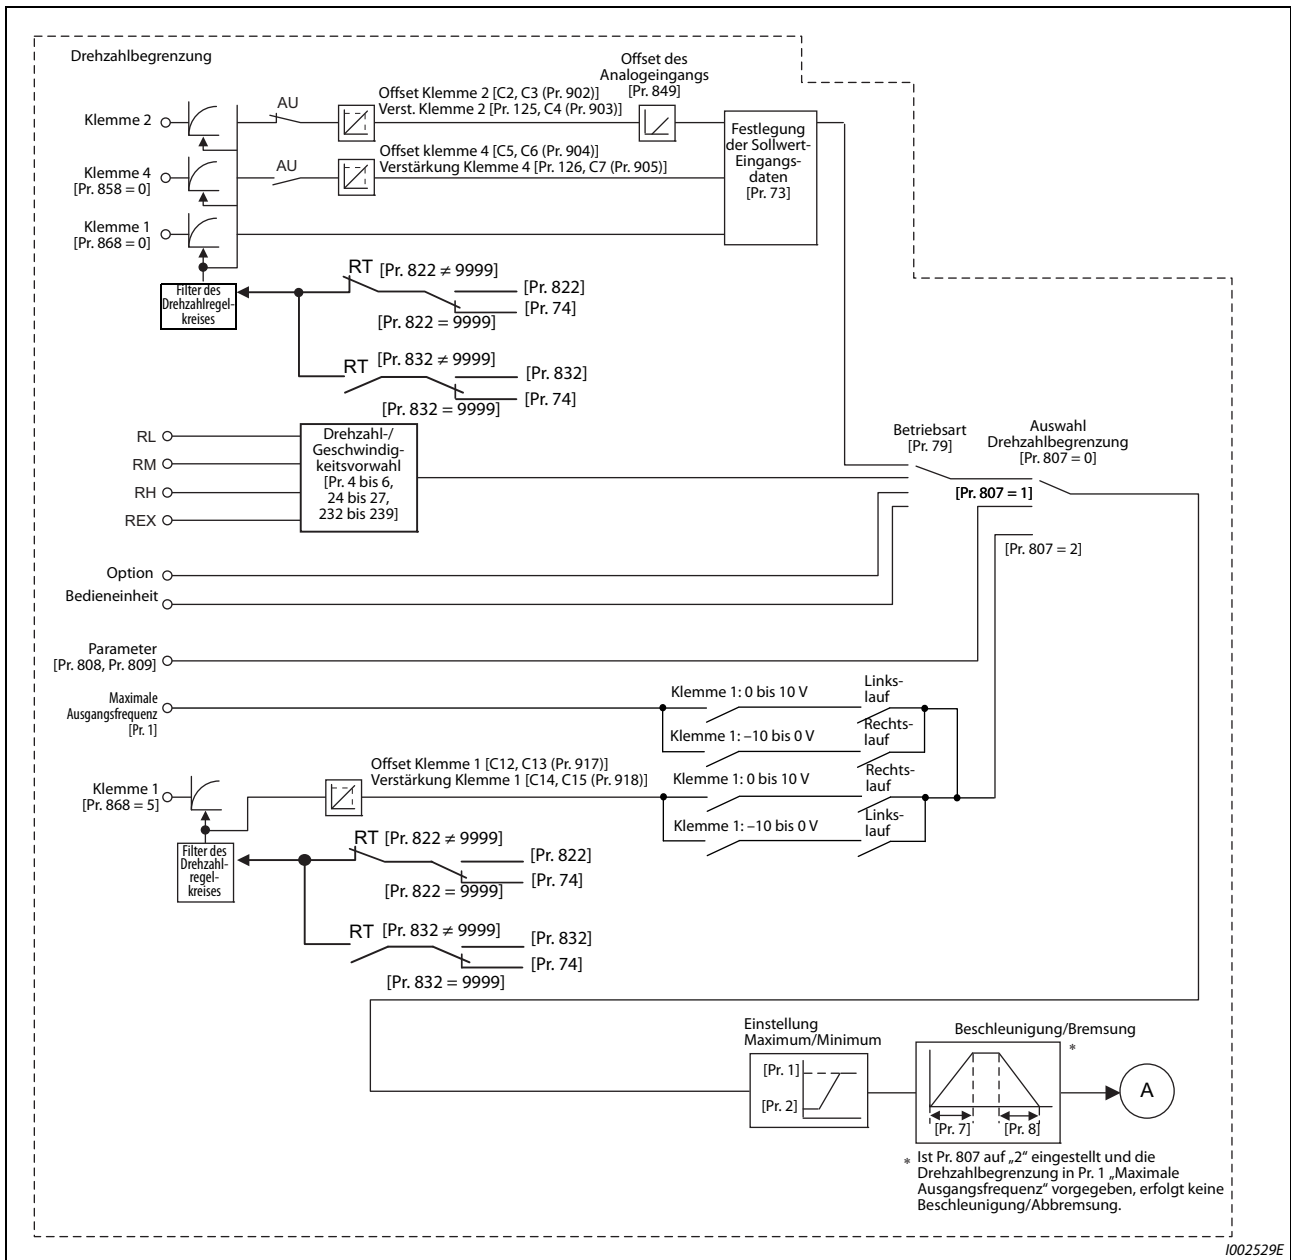 Drehzahlbegrenzung
Offset des
Analogeingangs
[Pr. 849]
Klemme 2
AU
Offset Klemme 2 [C2, C3 (Pr. 902)]
Verst. Klemme 2 [Pr. 125, C4 (Pr. 903)]
Festlegung
der Sollwert-
Eingangs-
daten
[Pr. 73]
Klemme 4
[Pr. 858 = 0]
AU
Offset klemme 4 [C5, C6 (Pr. 904)]
Verstärkung Klemme 4 [Pr. 126, C7 (Pr. 905)]
Klemme 1
[Pr. 868 = 0]
Filter des
Drehzahlregel-
kreises
RT [Pr. 822 ≠ 9999]
[Pr. 822]
[Pr. 74]
[Pr. 822 = 9999]
RT [Pr. 832 ≠ 9999]
[Pr. 832]
[Pr. 74]
[Pr. 832 = 9999]
RL
RM
RH
REX
Drehzahl-/
Geschwindig-
keitsvorwahl
[Pr. 4 bis 6,
24 bis 27,
232 bis 239]
Betriebsart
[Pr. 79]
Auswahl
Drehzahlbegrenzung
[Pr. 807 = 0]
[Pr. 807 = 1]
[Pr. 807 = 2]
Option
Bedieneinheit
Parameter
[Pr. 808, Pr. 809]
Maximale
Ausgangsfrequenz
[Pr. 1]
Klemme 1: 0 bis 10 V
Links-
lauf
Klemme 1: –10 bis 0 V
Rechts-
lauf
Klemme 1
[Pr. 868 = 5]
Offset Klemme 1 [C12, C13 (Pr. 917)]
Verstärkung Klemme 1 [C14, C15 (Pr. 918)]
Klemme 1: 0 bis 10 V
Rechts-
lauf
Klemme 1: –10 bis 0 V
Links-
lauf
Filter des
Drehzahl-
regel-
kreises
RT [Pr. 822 ≠ 9999]
[Pr. 822]
[Pr. 74]
[Pr. 822 = 9999]
RT [Pr. 832 ≠ 9999]
[Pr. 832]
[Pr. 74]
[Pr. 832 = 9999]
Einstellung
Maximum/Minimum
[Pr. 1]
[Pr. 2]
Beschleunigung/Bremsung
*
[Pr. 7]
[Pr. 8]
A
* Ist Pr. 807 auf „2“ eingestellt und die
Drehzahlbegrenzung in Pr. 1 „Maximale
Ausgangsfrequenz“ vorgegeben, erfolgt keine
Beschleunigung/Abbremsung.
I002529E